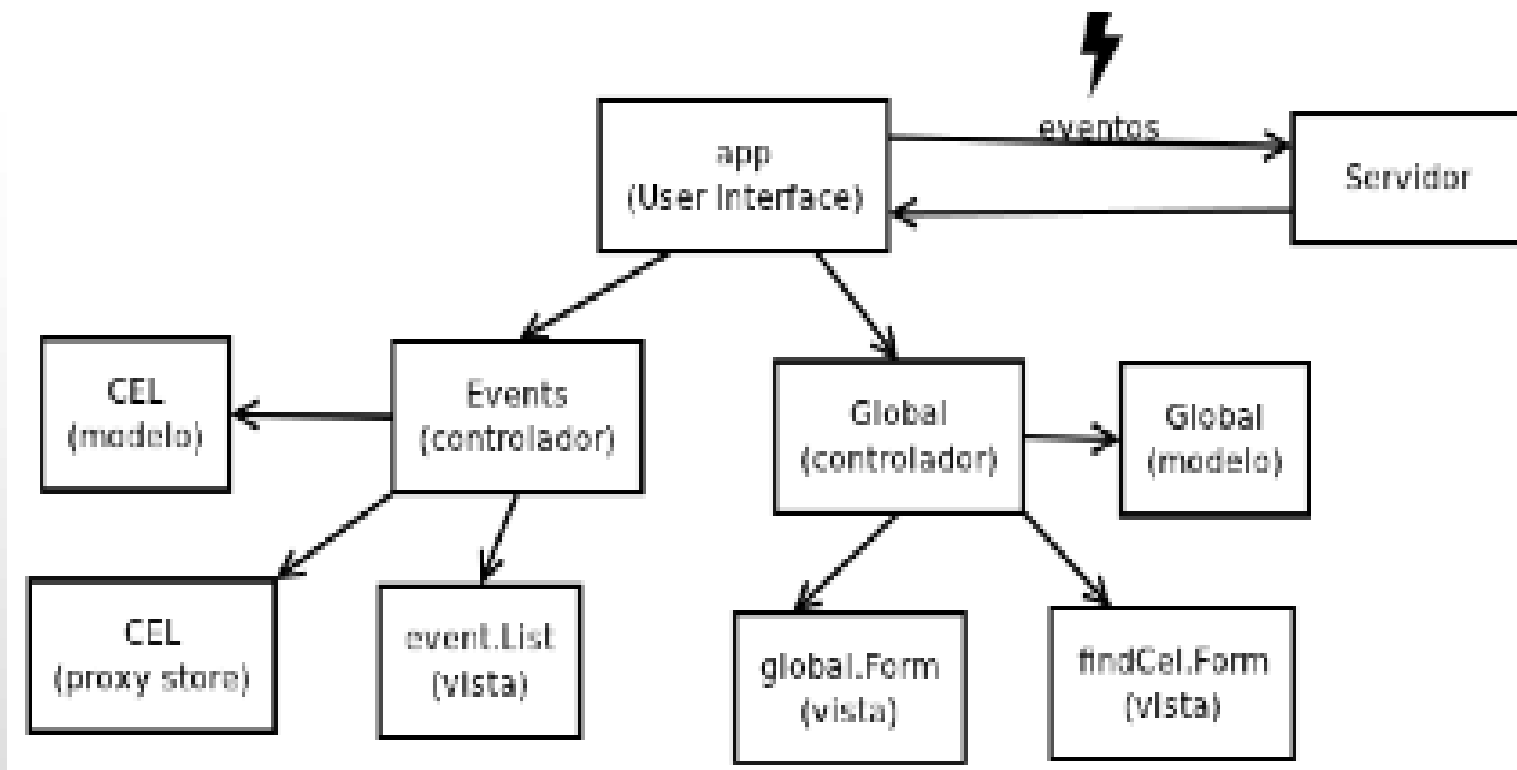 eventos
app
(User Interface)
Servidor
CEL
(modelo)
Events
(controlador)
Global
(controlador)
Global
(modelo)
CEL
(proxy store)
event.List
(vista)
global.Form
(vista)
findCel.Form
(vista)